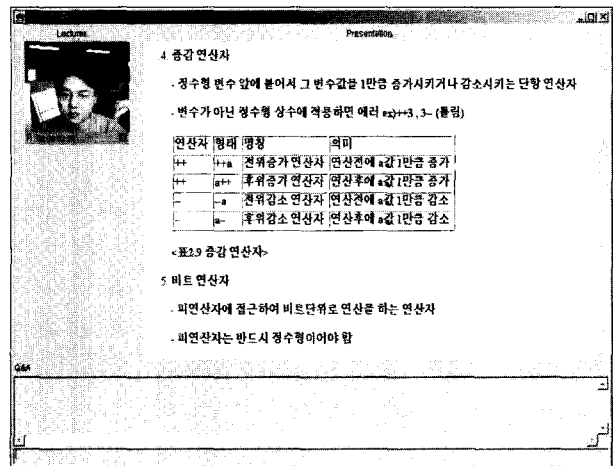 Lectures
Presentation
4. 증감 연산자
- 정수형 변수 앞에 붙어서 그 변수값을 1만큼 증가시키거나 감소시키는 단항 연산자
- 변수가 아닌 정수형 상수에 적용하면 에러 ex)++3 , 3-- (틀림)
연산자 형태 명칭 의미
++ ++a 전위증가 연산자 연산전에 a값 1만큼 증가
++ a++ 후위증가 연산자 연산후에 a값 1만큼 증가
-- --a 전위감소 연산자 연산전에 a값 1만큼 감소
-- a-- 후위감소 연산자 연산후에 a값 1만큼 감소
<표2.9 증감 연산자>
5. 비트 연산자
- 피연산자에 접근하여 비트단위로 연산을 하는 연산자
- 피연산자는 반드시 정수형이어야 함
Q&A